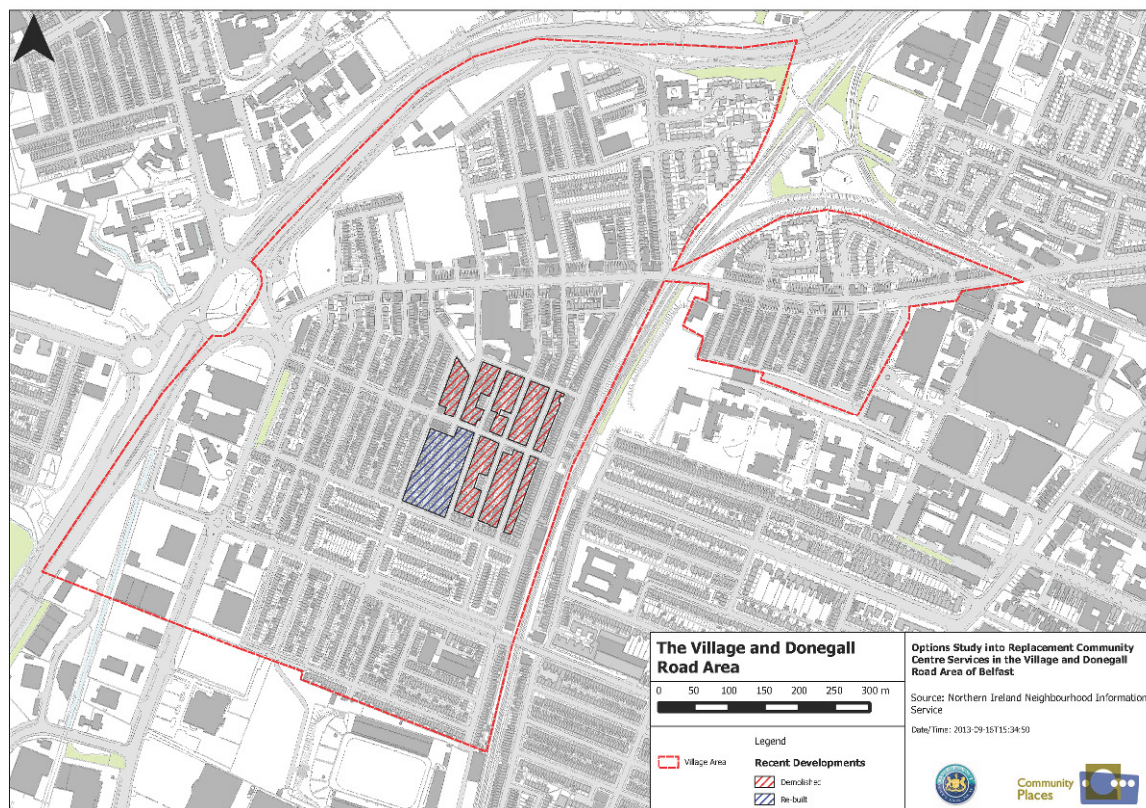 The Village and Donegall
Road Area
0 50 100 150 200 250 300 m
Legend
Village Area
Recent Developments
Demolished
Re-built
Options Study into Replacement Community
Centre Services in the Village and Donegall
Road Area of Belfast
Source: Northern Ireland Neighbourhood Information
Service
Date/Time: 2013-09-16T15:34:50
Community
Places